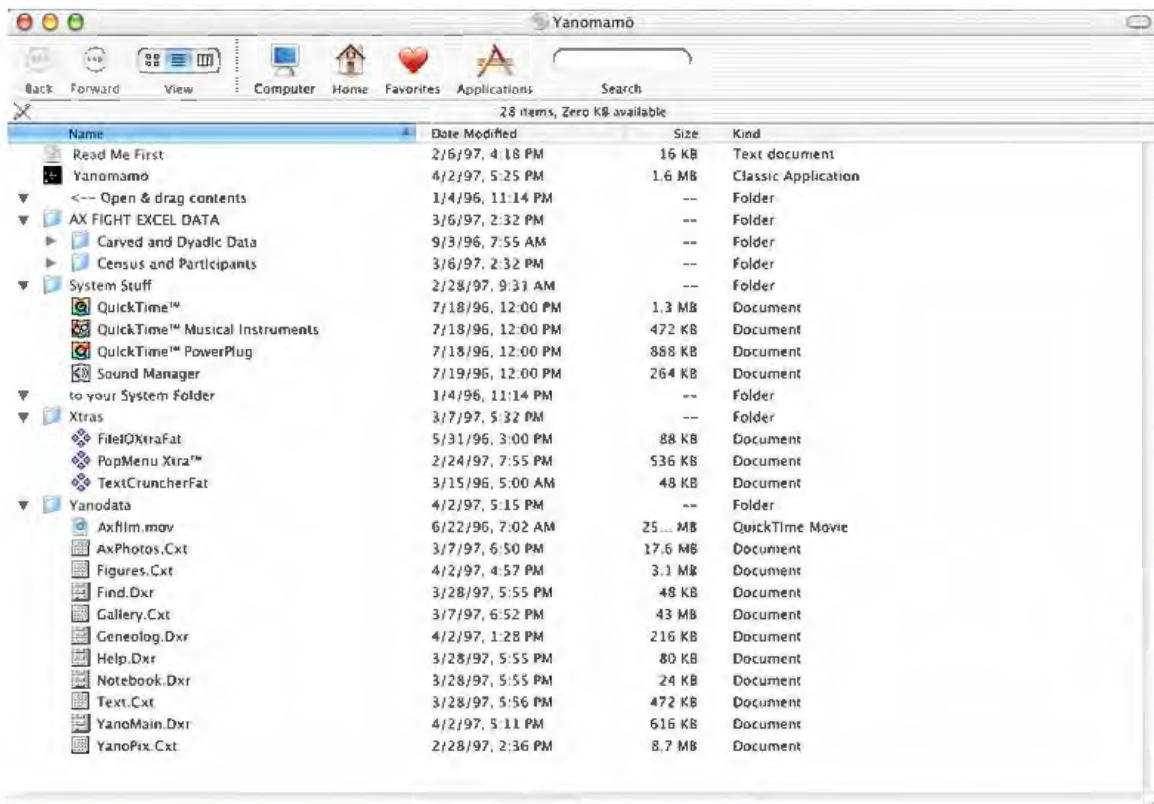 Yanomamö
Back Forward View Computer Home Favorites Applications Search
28 items, Zero KB available
Name Date Modified Size Kind
Read Me First 2/6/97, 4:18 PM 16 KB Text document
Yanomamö 4/2/97, 5:25 PM 1.6 MB Classic Application
<-- Open & drag contents 1/4/96, 11:14 PM -- Folder
AX FIGHT EXCEL DATA 3/6/97, 2:32 PM -- Folder
Carved and Dyadic Data 9/3/96, 7:55 AM -- Folder
Census and Participants 3/6/97, 2:32 PM -- Folder
System Stuff 2/28/97, 9:31 AM -- Folder
QuickTime™ 7/18/96, 12:00 PM 1.3 MB Document
QuickTime™ Musical Instruments 7/18/96, 12:00 PM 472 KB Document
QuickTime™ PowerPlug 7/18/96, 12:00 PM 888 KB Document
Sound Manager 7/19/96, 12:00 PM 264 KB Document
to your System Folder 1/4/96, 11:14 PM -- Folder
Xtras 3/7/97, 5:32 PM -- Folder
FileIOXtraFat 5/31/96, 3:00 PM 88 KB Document
PopMenu Xtra™ 2/24/97, 7:55 PM 536 KB Document
TextCruncherFat 3/15/96, 5:00 AM 48 KB Document
Yanodata 4/2/97, 5:15 PM -- Folder
Axfilm.mov 6/22/96, 7:02 AM 25... MB QuickTime Movie
AxPhotos.Cxt 3/7/97, 6:50 PM 17.6 MB Document
Figures.Cxt 4/2/97, 4:57 PM 3.1 MB Document
Find.Dxr 3/28/97, 5:55 PM 48 KB Document
Gallery.Cxt 3/7/97, 6:52 PM 43 MB Document
Geneolog.Dxr 4/2/97, 1:28 PM 216 KB Document
Help.Dxr 3/28/97, 5:55 PM 80 KB Document
Notebook.Dxr 3/28/97, 5:55 PM 24 KB Document
Text.Cxt 3/28/97, 5:56 PM 472 KB Document
YanoMain.Dxr 4/2/97, 5:11 PM 616 KB Document
YanoPix.Cxt 2/28/97, 2:36 PM 8.7 MB Document